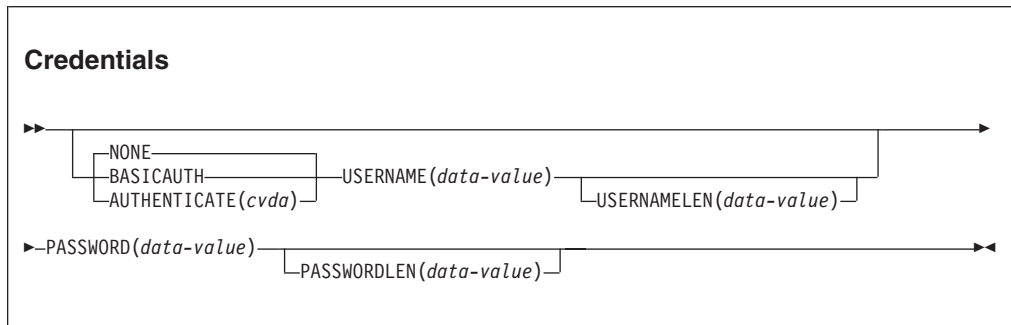 Credentials
NONE
BASICAUTH USERNAME(data-value)
AUTHENTICATE(cvda) USERNAMELEN(data-value)
PASSWORD(data-value)
PASSWORDLEN(data-value)